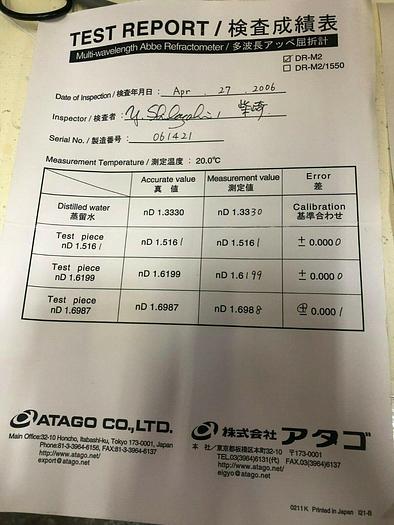 TEST REPORT / 検査成績表
Multi-wavelength Abbe Refractometer / 多波長アッベ屈折計
☑ DR-M2
☐ DR-M2/1550
Date of Inspection / 検査年月日 : Apr . 27 . 2006
Inspector / 検査者 : Y. 柴崎
Serial No. / 製造番号 : 061421
Measurement Temperature / 測定温度 : 20.0℃
Accurate value 真 値 Measurement value 測定値 Error 差
Distilled water 蒸留水 nD 1.3330 nD 1.3330 Calibration 基準合わせ
Test piece nD 1.5161 nD 1.5161 nD 1.5161 ± 0.0000
Test piece nD 1.6199 nD 1.6199 nD 1.6199 ± 0.0000
Test piece nD 1.6987 nD 1.6987 nD 1.6988 ± 0.0001
ATAGO CO.,LTD.
Main Office:32-10 Honcho, Itabashi-ku, Tokyo 173-0001, Japan
Phone:81-3-3964-6156, FAX:81-3-3964-6137
http://www.atago.net/
export@atago.net
株式会社 アタゴ
本 社／東京都板橋区本町32-10 〒173-0001
TEL.03(3964)6131(代) FAX.03(3964)6137
http://www.atago.net/
eigyo@atago.net
0211K Printed in Japan I21-B